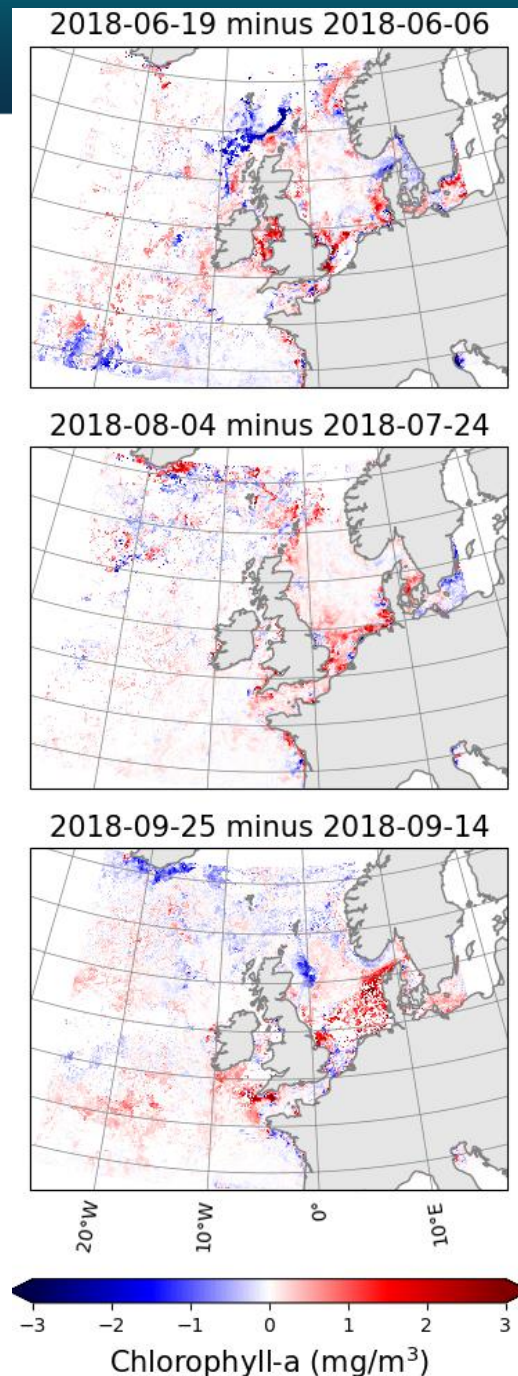 2018-06-19 minus 2018-06-06
2018-08-04 minus 2018-07-24
2018-09-25 minus 2018-09-14
20°W 10°W 0° 10°E
−3 −2 −1 0 1 2 3
Chlorophyll-a (mg/m³)